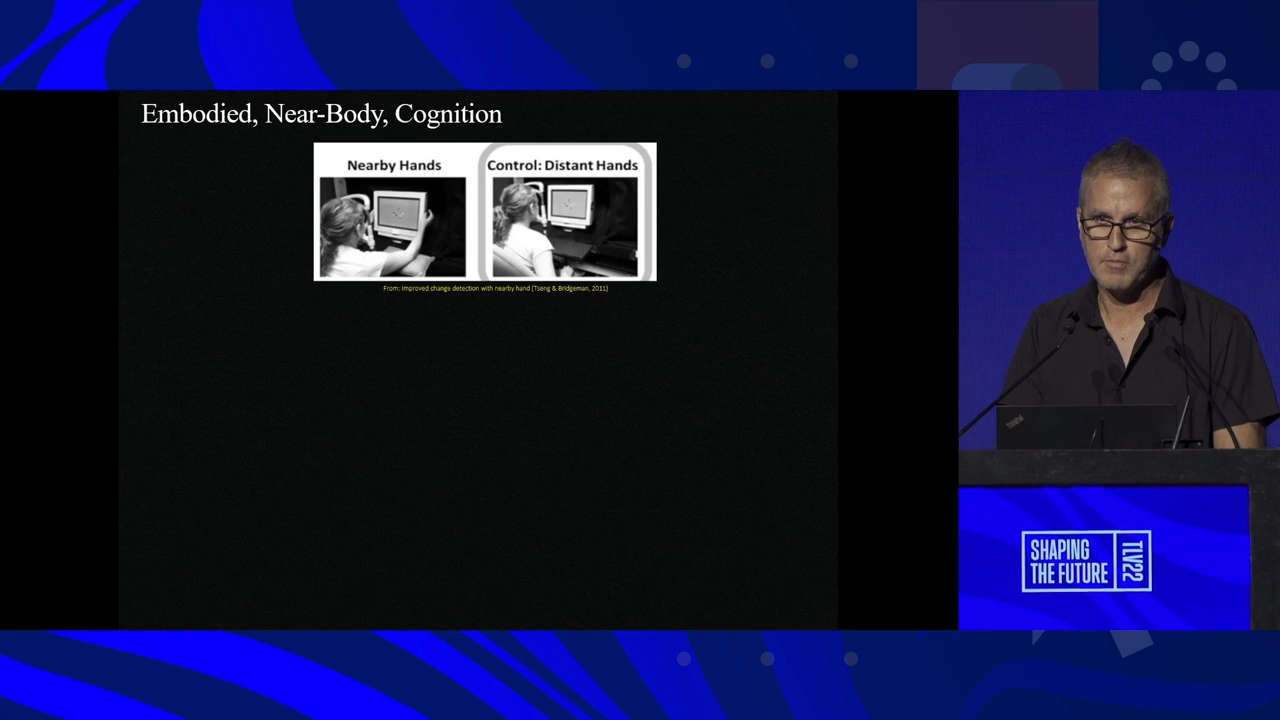 Embodied, Near-Body, Cognition
Nearby Hands
Control: Distant Hands
From: Improved change detection with nearby hand (Tseng & Bridgeman, 2011)
ThinkPad
SHAPING
THE FUTURE
TLV22